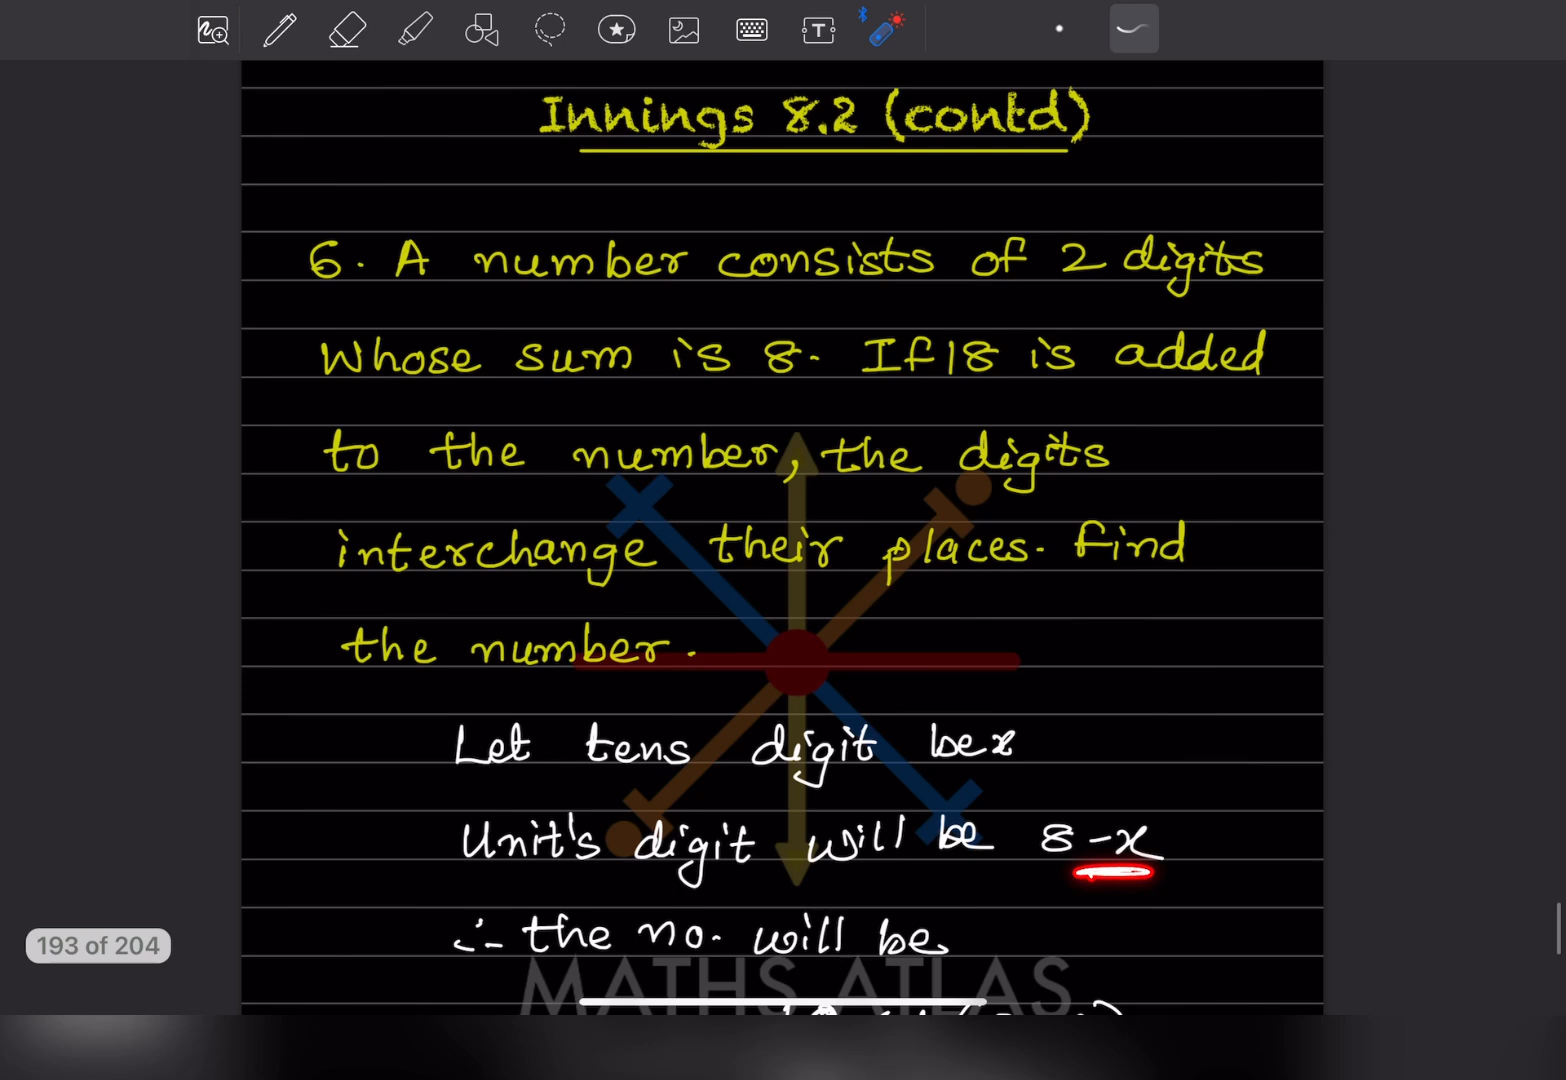 Innings 8.2 (contd)
6. A number consists of 2 digits
Whose sum is 8. If 18 is added
to the number, the digits
interchange their places. Find
the number.
Let tens digit be x
Unit's digit will be 8-x
∴ the no. will be
MATHS ATLAS
193 of 204